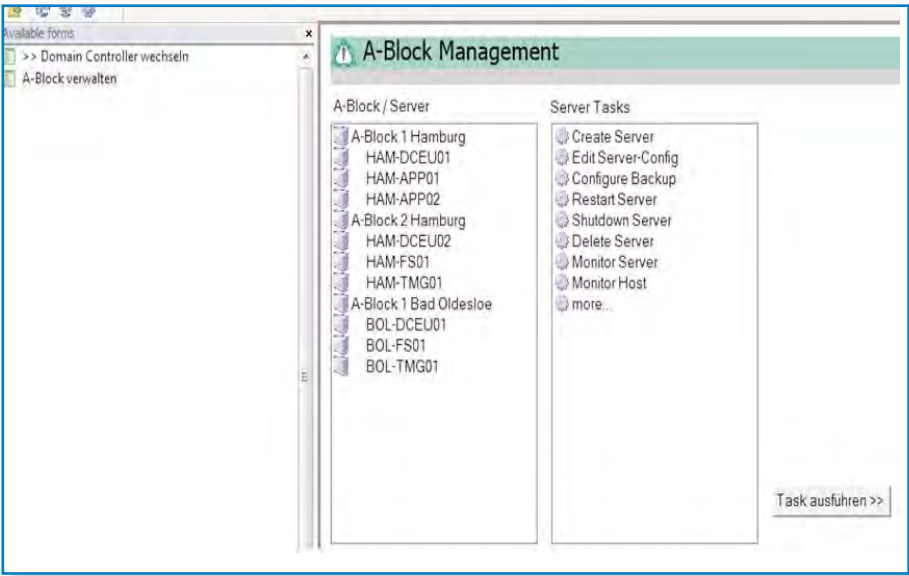 Available forms
x
>> Domain Controller wechseln
A-Block verwalten
A-Block Management
A-Block / Server
A-Block 1 Hamburg
HAM-DCEU01
HAM-APP01
HAM-APP02
A-Block 2 Hamburg
HAM-DCEU02
HAM-FS01
HAM-TMG01
A-Block 1 Bad Oldesloe
BOL-DCEU01
BOL-FS01
BOL-TMG01
Server Tasks
Create Server
Edit Server-Config
Configure Backup
Restart Server
Shutdown Server
Delete Server
Monitor Server
Monitor Host
more...
Task ausführen >>